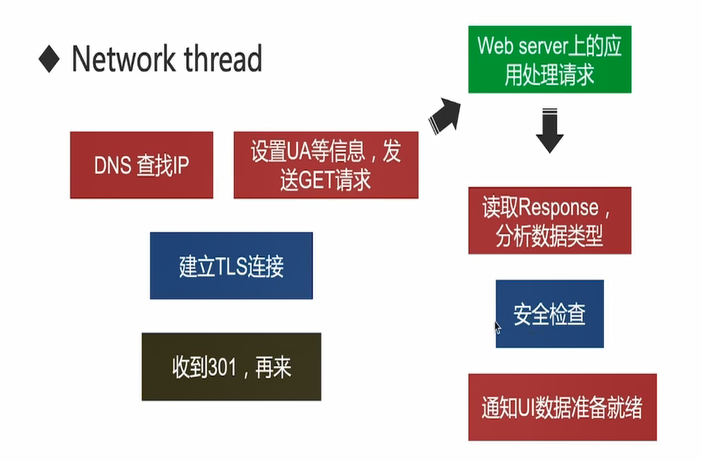 ◆ Network thread
Web server上的应
用处理请求
DNS 查找IP
设置UA等信息，发
送GET请求
读取Response，
分析数据类型
建立TLS连接
安全检查
收到301，再来
通知UI数据准备就绪